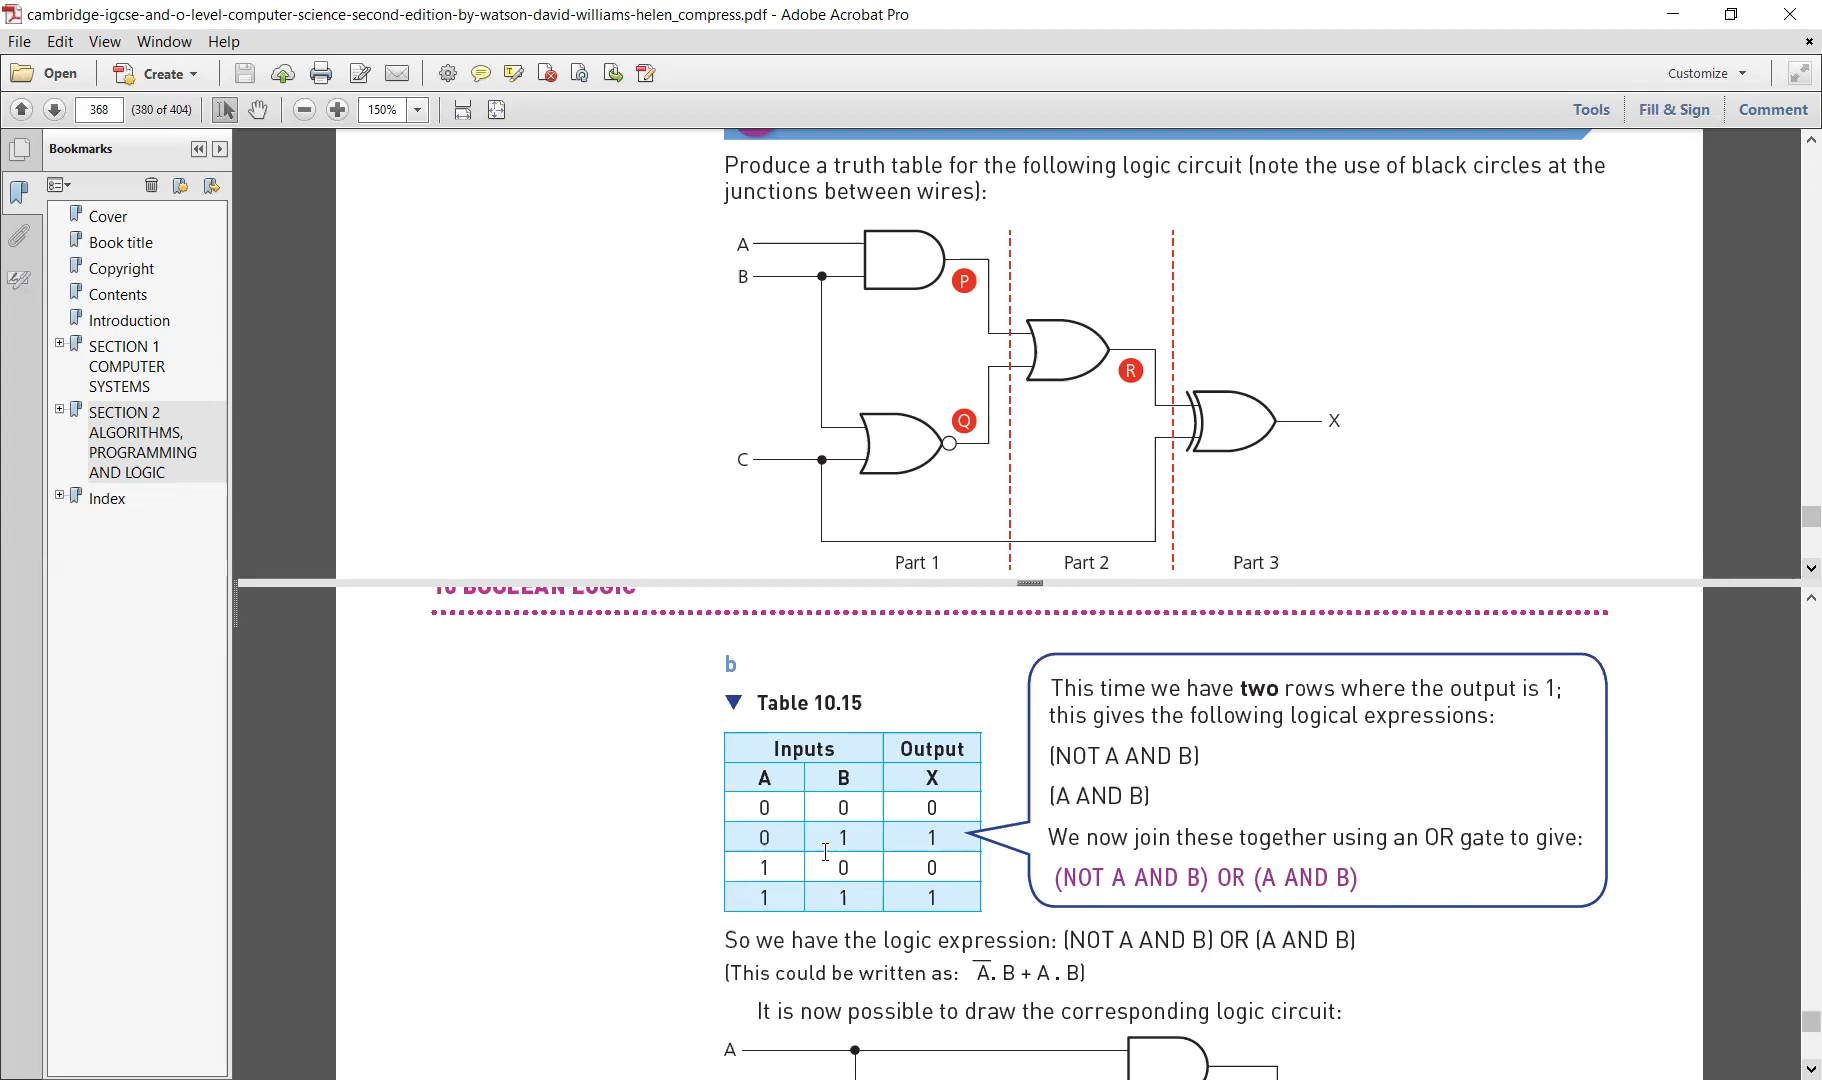 cambridge-igcse-and-o-level-computer-science-second-edition-by-watson-david-williams-helen_compress.pdf - Adobe Acrobat Pro
File Edit View Window Help
Open Create Customize
368 (380 of 404) 150% Tools Fill & Sign Comment
Bookmarks
Cover
Book title
Copyright
Contents
Introduction
SECTION 1
COMPUTER
SYSTEMS
SECTION 2
ALGORITHMS,
PROGRAMMING
AND LOGIC
Index
Produce a truth table for the following logic circuit (note the use of black circles at the
junctions between wires):
A
B
P
R
Q
X
C
Part 1 Part 2 Part 3
10 BOOLEAN LOGIC
b
Table 10.15
Inputs Output
A B X
0 0 0
0 1 1
1 0 0
1 1 1
This time we have two rows where the output is 1;
this gives the following logical expressions:
(NOT A AND B)
(A AND B)
We now join these together using an OR gate to give:
(NOT A AND B) OR (A AND B)
So we have the logic expression: (NOT A AND B) OR (A AND B)
(This could be written as: A̅. B + A . B)
It is now possible to draw the corresponding logic circuit:
A